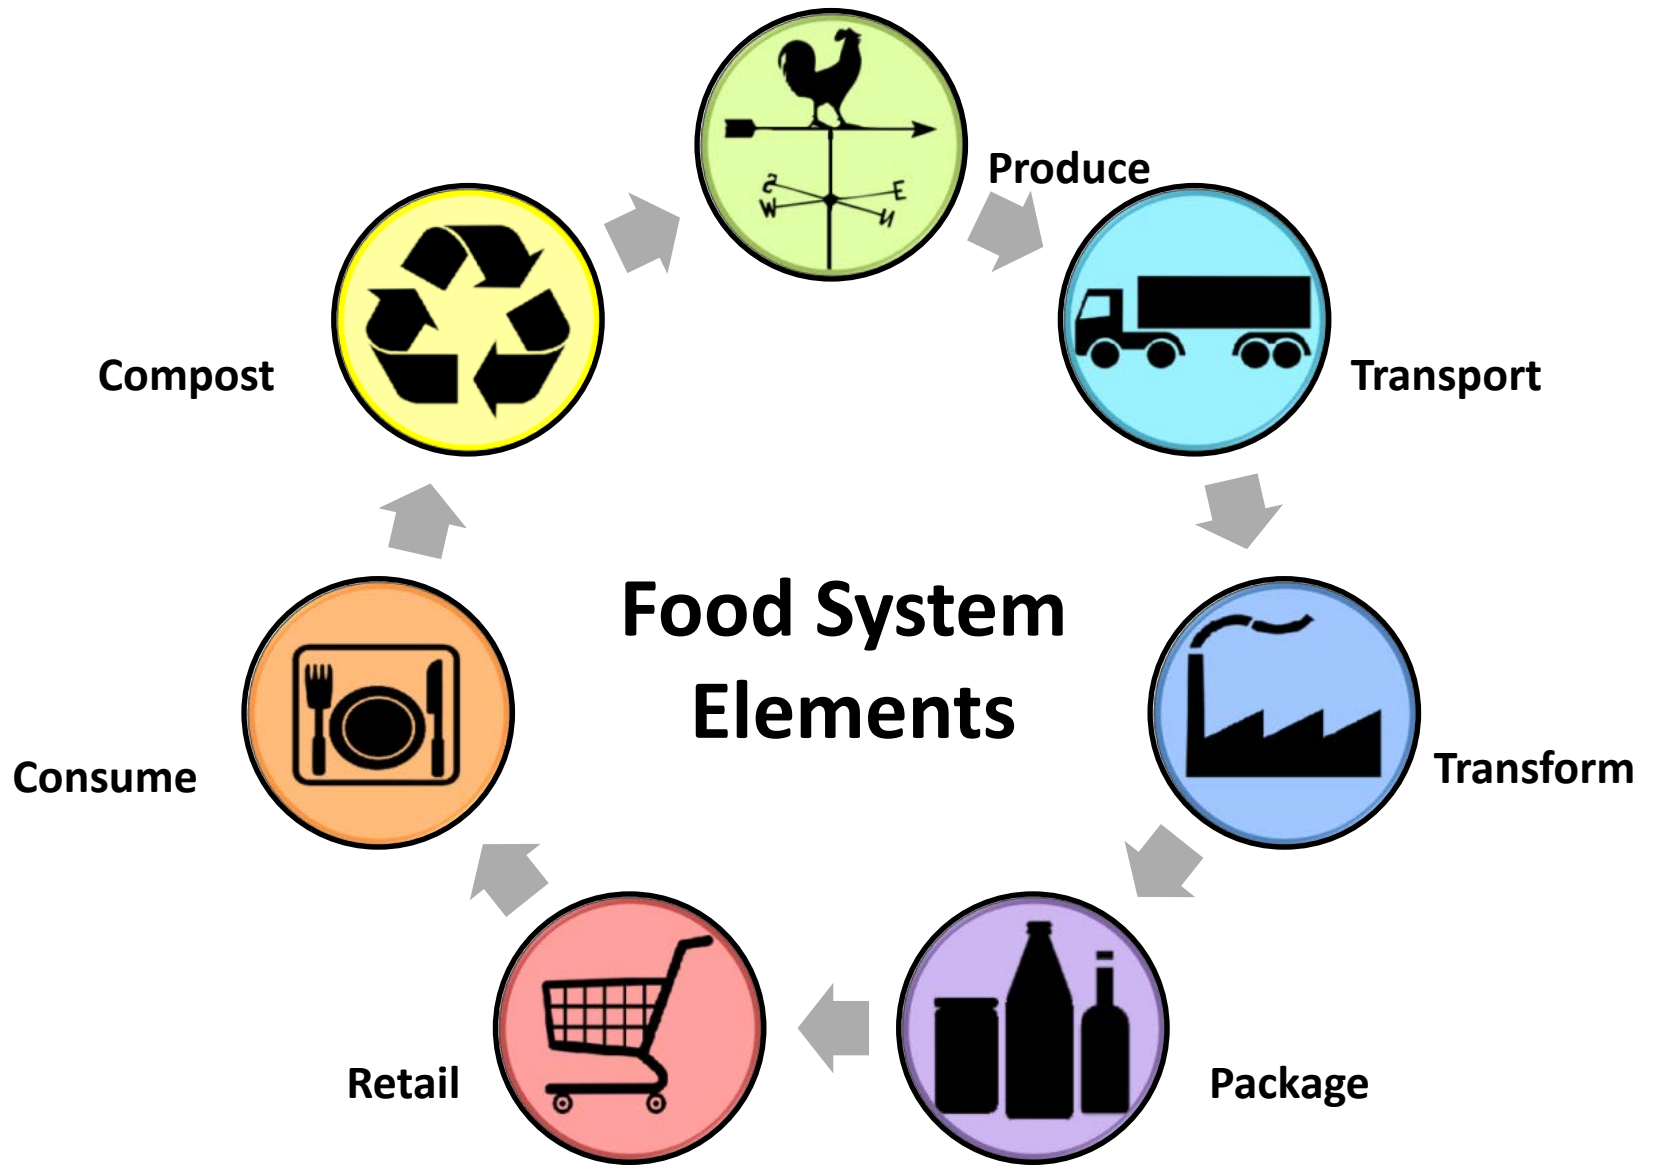 Food System
Elements
Produce
Transport
Transform
Package
Retail
Consume
Compost
S
E
W
N